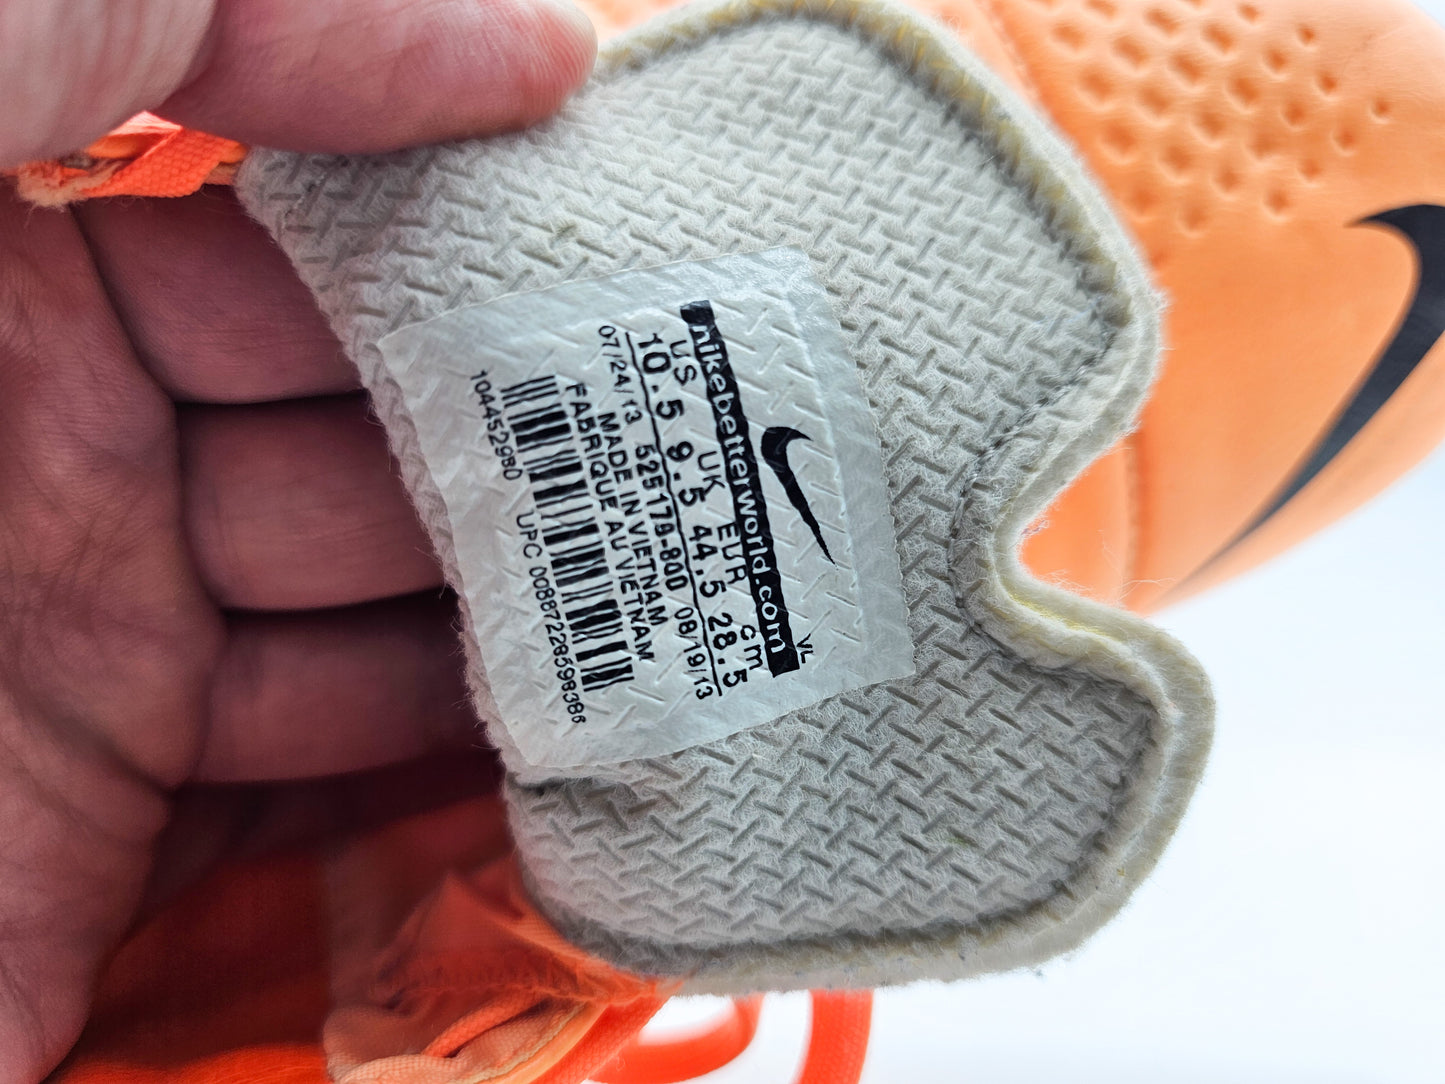 VL
nikebetterworld.com
US UK EUR cm
10.5 9.5 44.5 28.5
07/24/13 525179-800 08/19/13
MADE IN VIETNAM
FABRIQUE AU VIETNAM
104452980 UPC 00887228598386